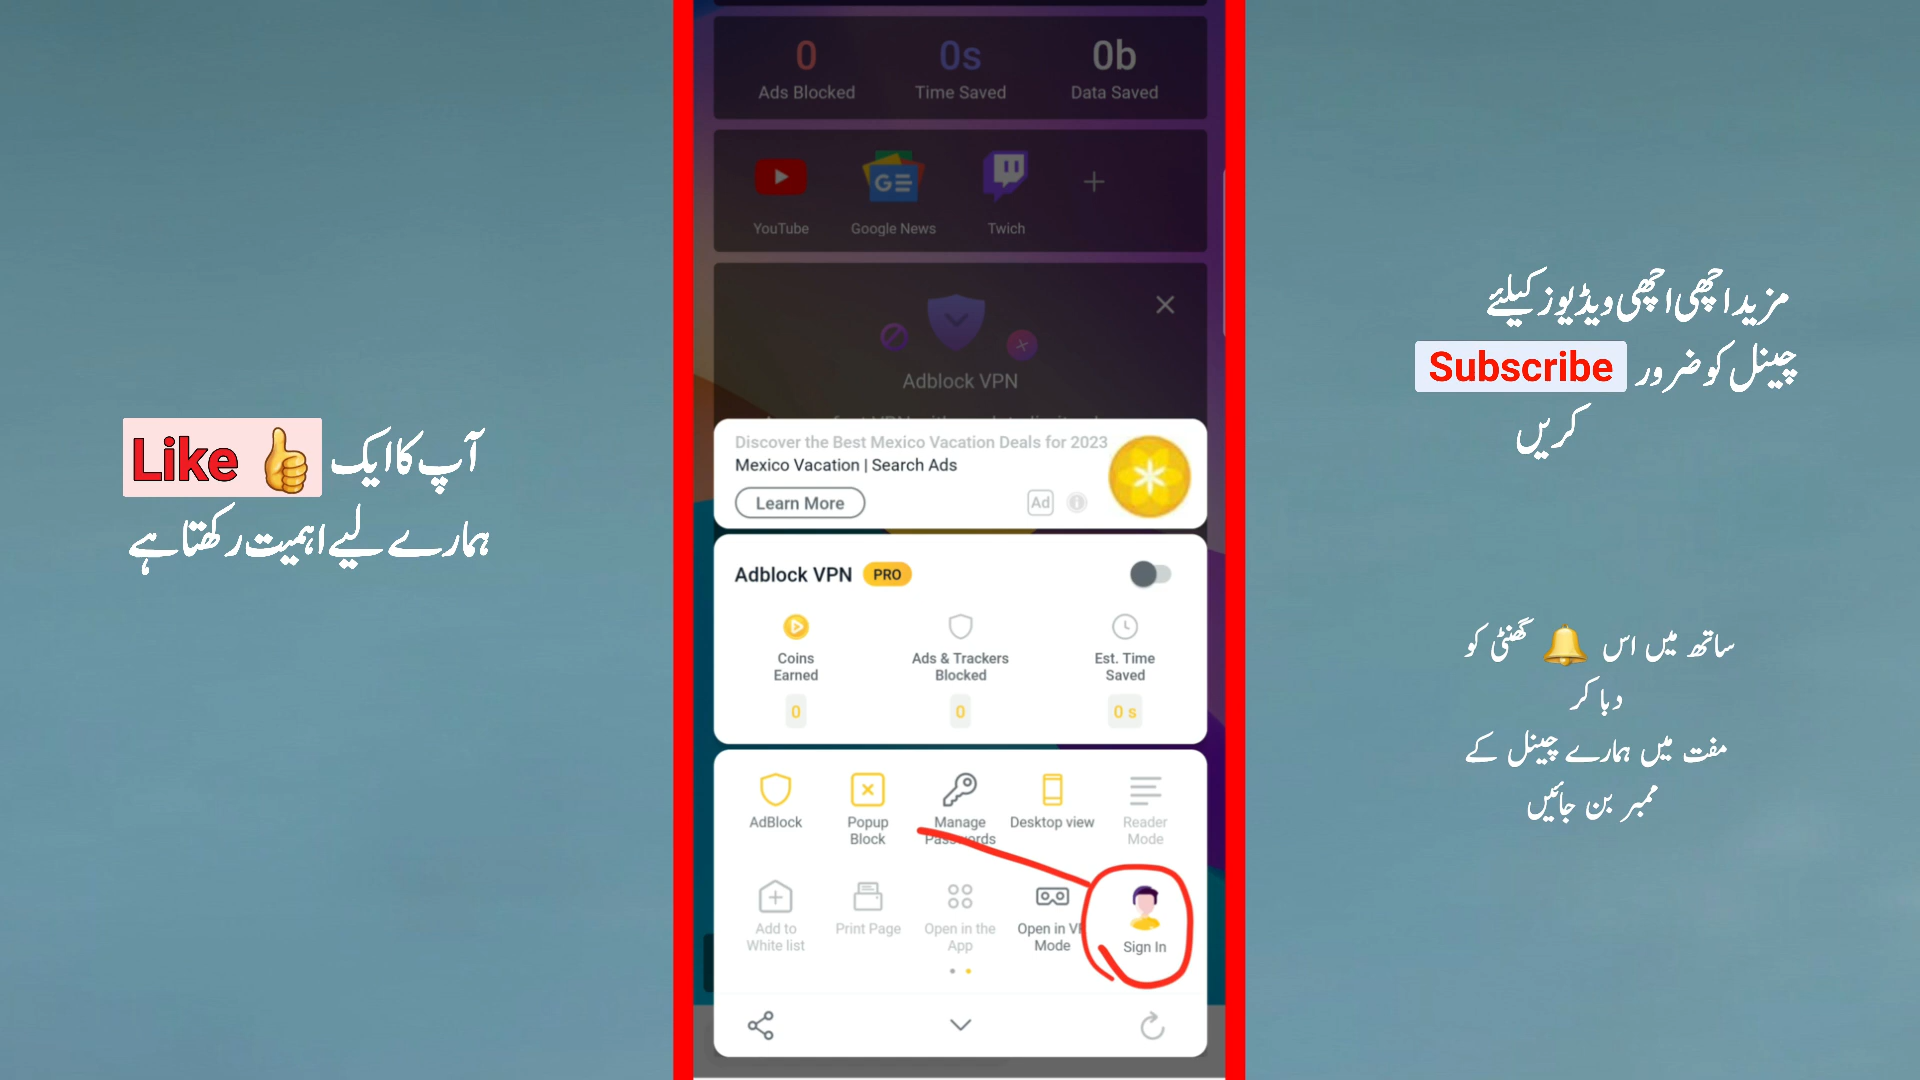 آپ کا ایک Like 👍
ہمارے لیے اہمیت رکھتا ہے
0 0s 0b
Ads Blocked Time Saved Data Saved
YouTube Google News Twich
Adblock VPN
Discover the Best Mexico Vacation Deals for 2023
Mexico Vacation | Search Ads
Learn More Ad
Adblock VPN PRO
Coins Earned
Ads & Trackers Blocked
Est. Time Saved
0 0 0 s
AdBlock
Popup Block
Manage Passwords
Desktop view
Reader Mode
Add to White list
Print Page
Open in the App
Open in VR Mode
Sign In
مزید اچھی اچھی ویڈیوز کیلئے
چینل کو ضرور Subscribe
کریں
ساتھ میں اس 🔔 گھنٹی کو
دبا کر
مفت میں ہمارے چینل کے
ممبر بن جائیں